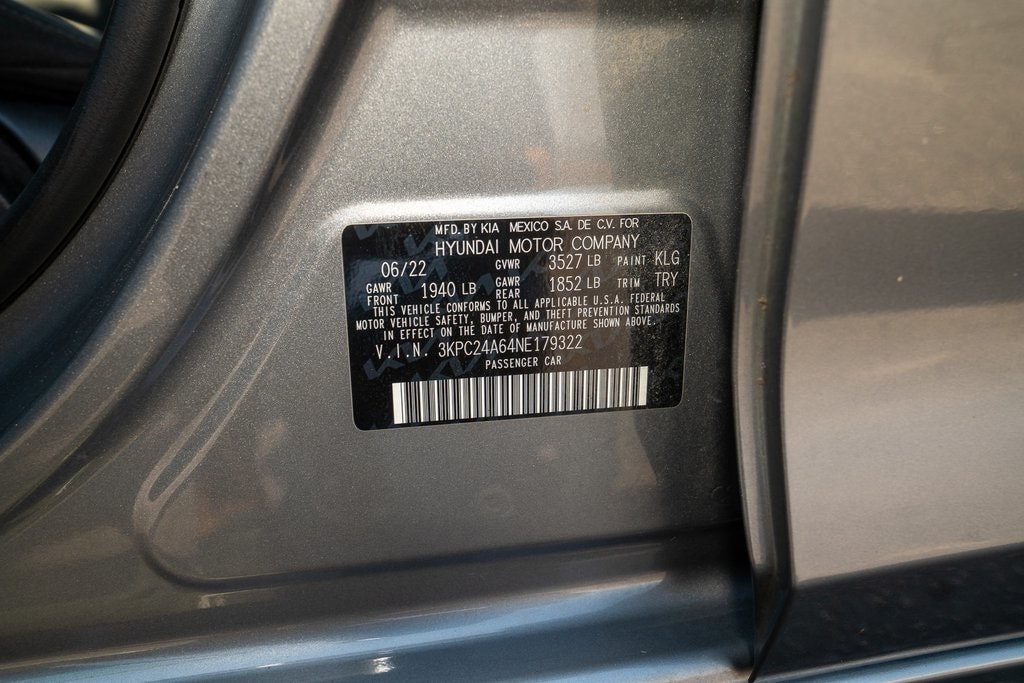 MFD. BY KIA MEXICO S.A. DE C.V. FOR
HYUNDAI MOTOR COMPANY
06/22 GVWR 3527 LB PAINT KLG
GAWR FRONT 1940 LB GAWR REAR 1852 LB TRIM TRY
THIS VEHICLE CONFORMS TO ALL APPLICABLE U.S.A. FEDERAL
MOTOR VEHICLE SAFETY, BUMPER, AND THEFT PREVENTION STANDARDS
IN EFFECT ON THE DATE OF MANUFACTURE SHOWN ABOVE.
V.I.N. 3KPC24A64NE179322
PASSENGER CAR